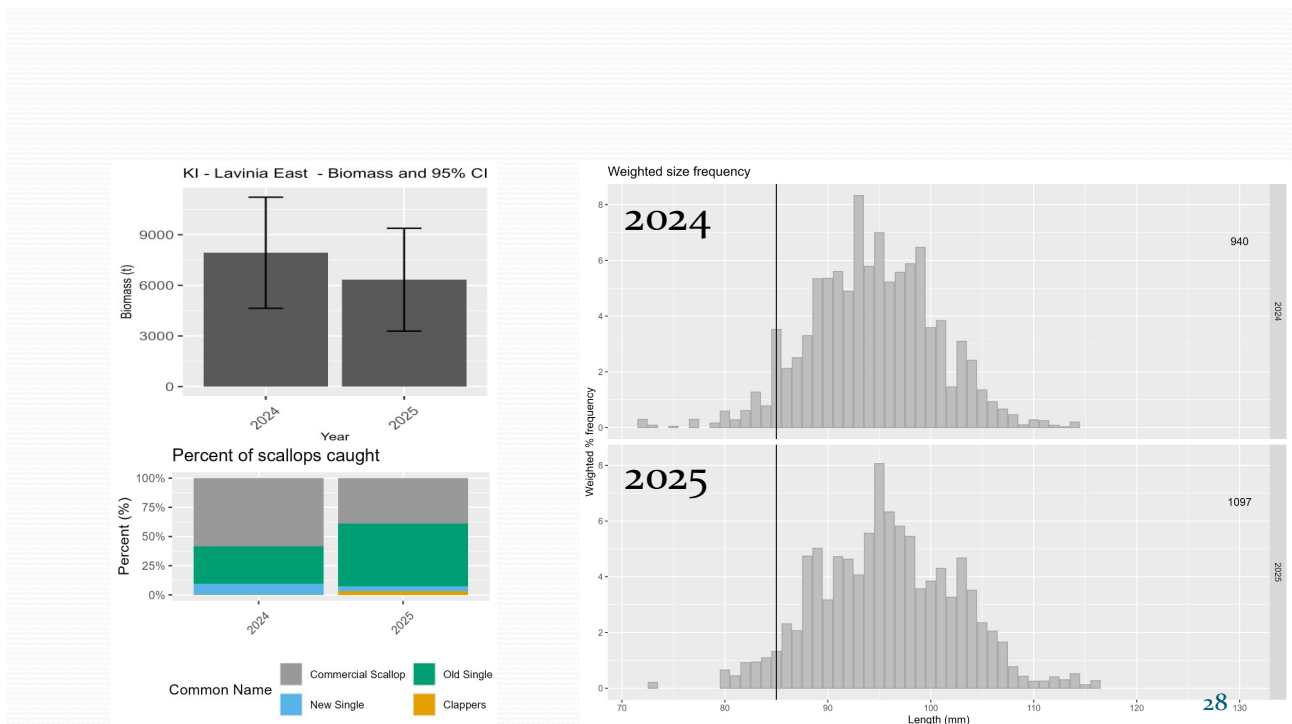 KI - Lavinia East - Biomass and 95% CI
Biomass (t)
9000
6000
3000
0
2024
2025
Year
Percent of scallops caught
Percent (%)
100%
75%
50%
25%
0%
2024
2025
Common Name
Commercial Scallop
Old Single
New Single
Clappers
Weighted size frequency
Weighted % frequency
8
6
4
2
0
2024
940
2024
8
6
4
2
0
2025
1097
2025
70
80
90
100
110
120
130
Length (mm)
28